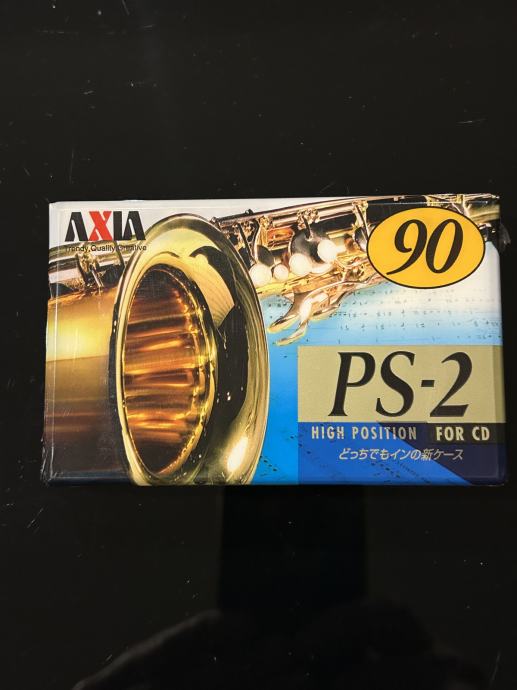 AXIA
Trendy, Quality, Creative
90
PS-2
HIGH POSITION FOR CD
どっちでもインの新ケース